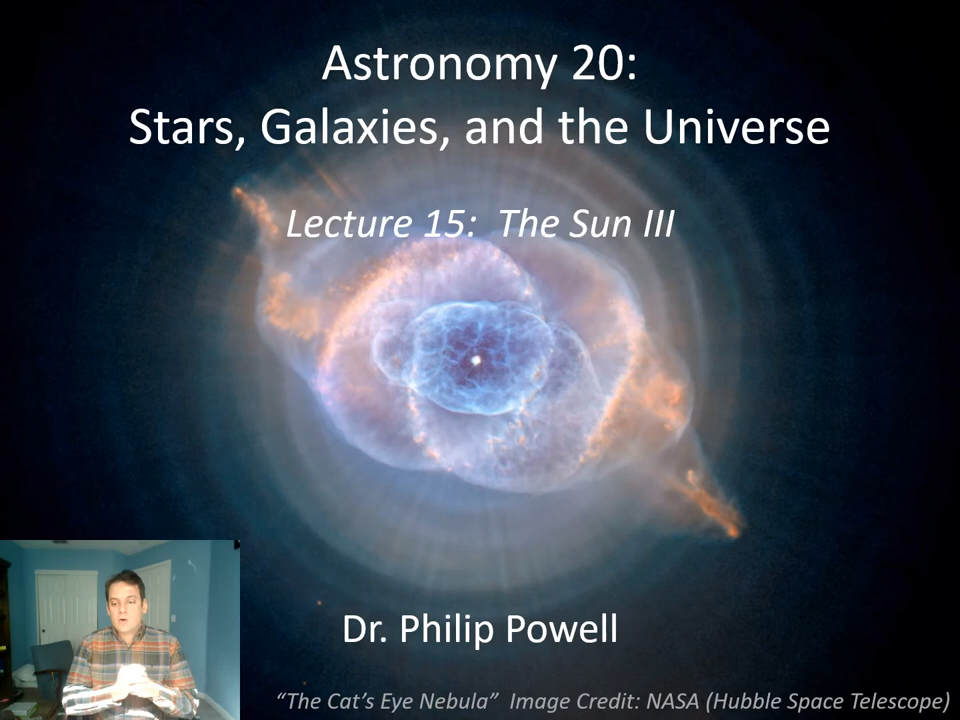 Astronomy 20:
Stars, Galaxies, and the Universe
Lecture 15: The Sun III
Dr. Philip Powell
“The Cat’s Eye Nebula” Image Credit: NASA (Hubble Space Telescope)